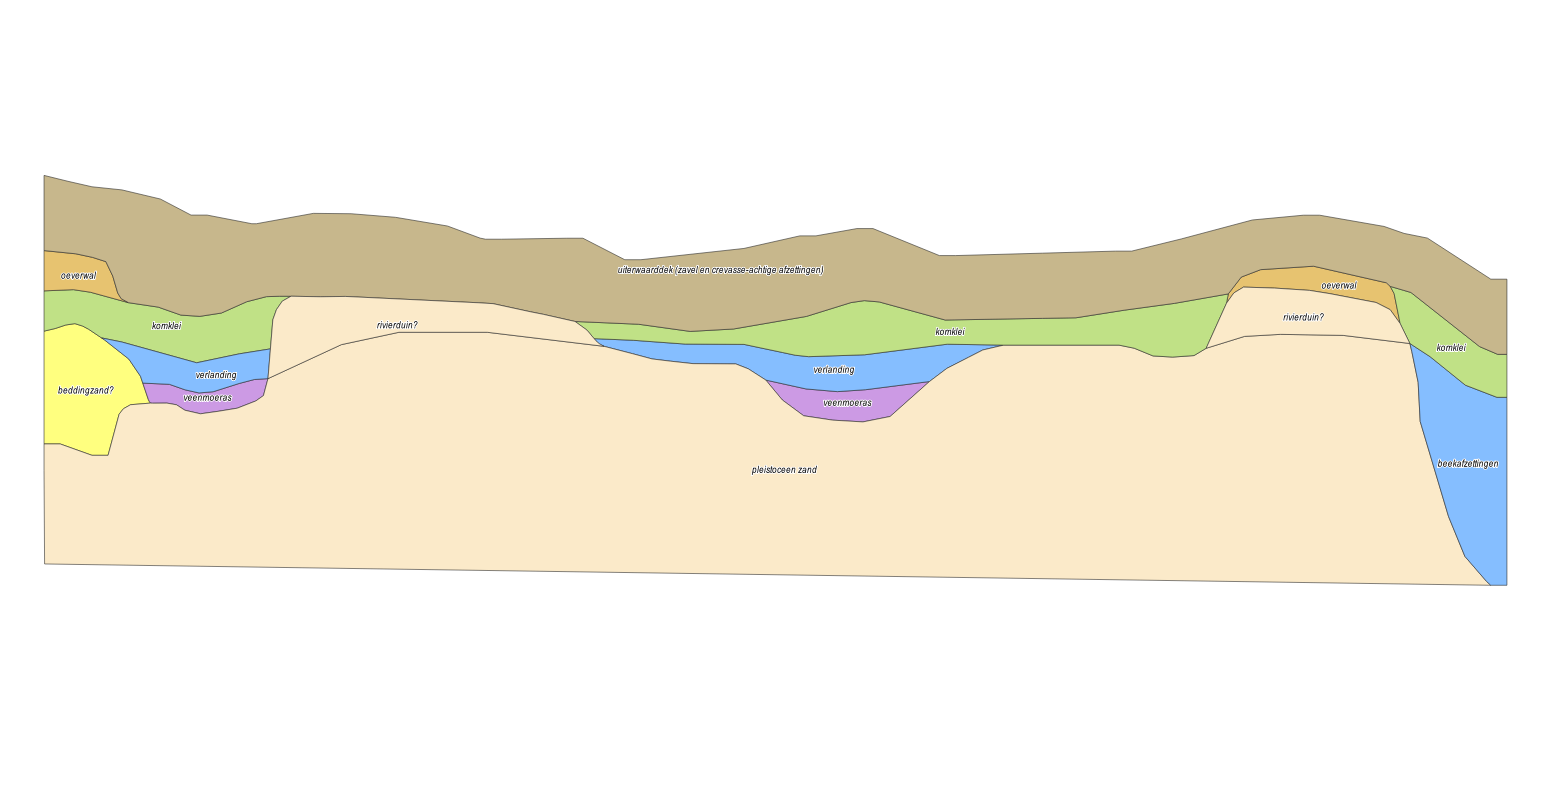 uiterwaarddek (zavel en crevasse-achtige afzettingen)
oeverwal
oeverwal
rivierduin?
komklei
rivierduin?
komklei
komklei
verlanding
verlanding
beddingzand?
veenmoeras
veenmoeras
beekafzettingen
pleistoceen zand